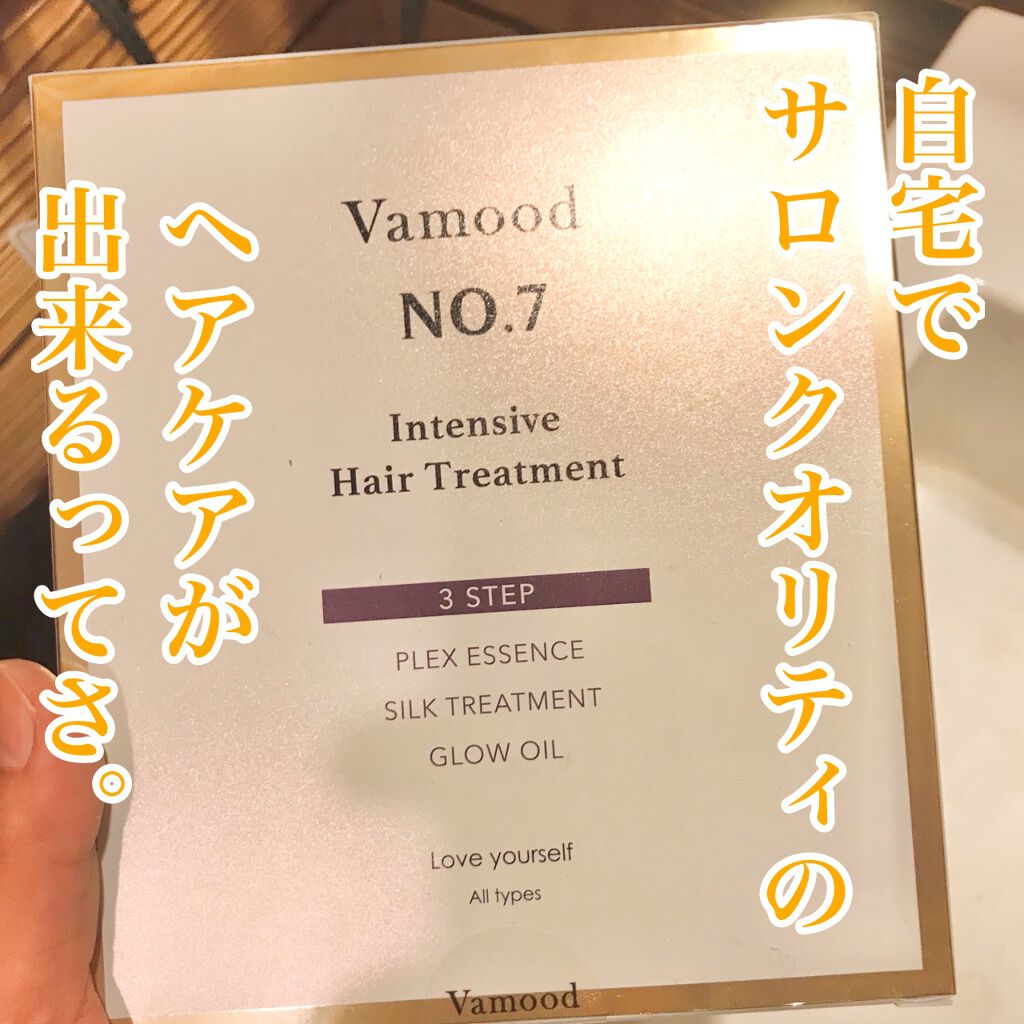 自宅で
サロンクオリティの
ヘアケアが
出来るってさ。
Vamood
NO.7
Intensive
Hair Treatment
3 STEP
PLEX ESSENCE
SILK TREATMENT
GLOW OIL
Love yourself
All types
Vamood